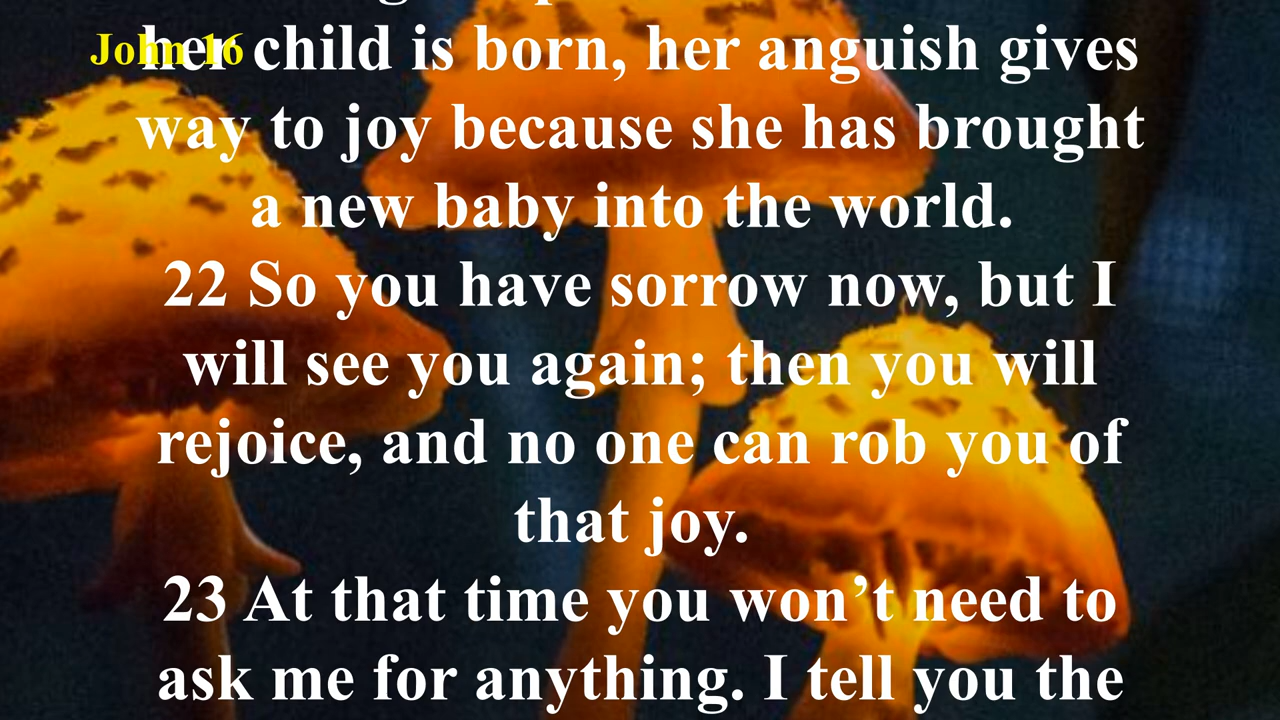 John 16
her child is born, her anguish gives
way to joy because she has brought
a new baby into the world.
22 So you have sorrow now, but I
will see you again; then you will
rejoice, and no one can rob you of
that joy.
23 At that time you won’t need to
ask me for anything. I tell you the